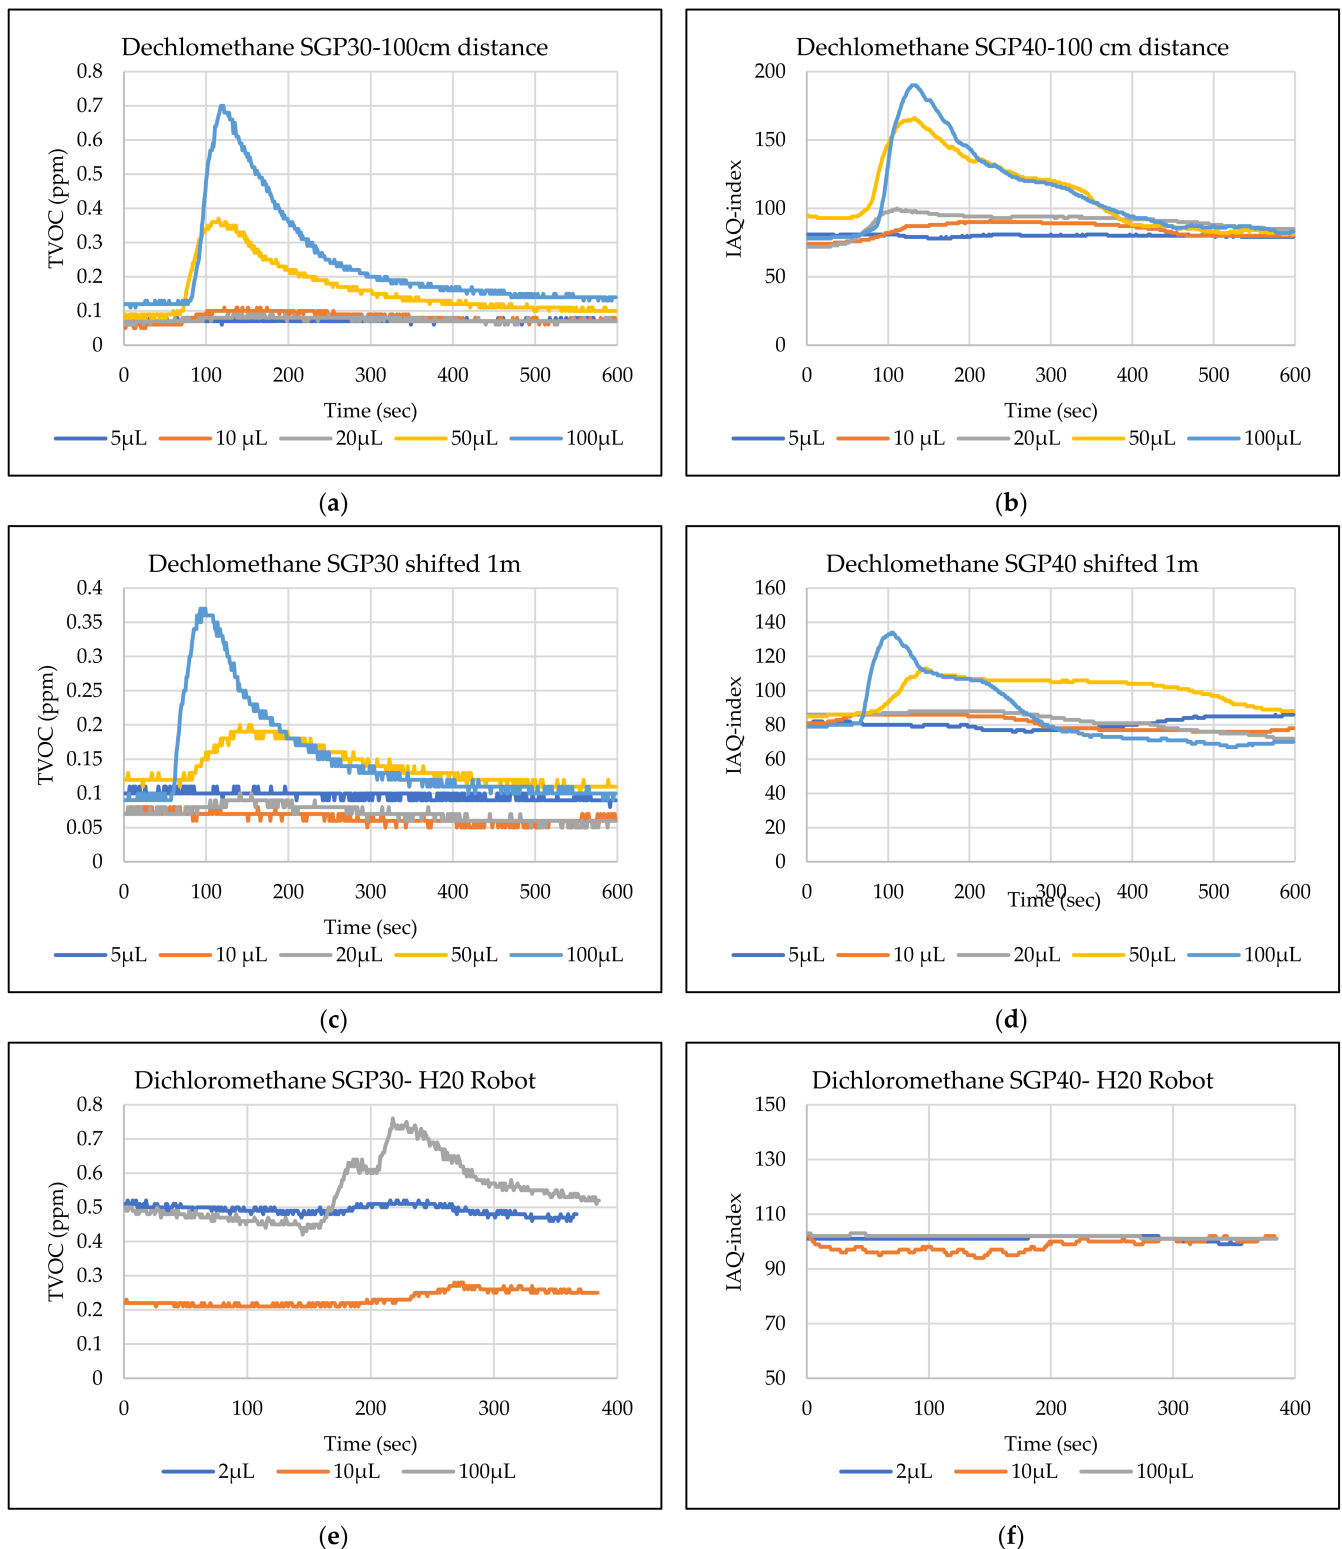 Dechlomethane SGP30-100cm distance
0.8
0.7
0.6
0.5
0.4
0.3
0.2
0.1
0
TVOC (ppm)
0 100 200 300 400 500 600
Time (sec)
5µL 10 µL 20µL 50µL 100µL
(a)
Dechlomethane SGP40-100 cm distance
200
150
100
50
0
IAQ-index
0 100 200 300 400 500 600
Time (sec)
5µL 10 µL 20µL 50µL 100µL
(b)
Dechlomethane SGP30 shifted 1m
0.4
0.35
0.3
0.25
0.2
0.15
0.1
0.05
0
TVOC (ppm)
0 100 200 300 400 500 600
Time (sec)
5µL 10 µL 20µL 50µL 100µL
(c)
Dechlomethane SGP40 shifted 1m
160
140
120
100
80
60
40
20
0
IAQ-index
0 100 200 300 400 500 600
Time (sec)
5µL 10 µL 20µL 50µL 100µL
(d)
Dichloromethane SGP30- H20 Robot
0.8
0.7
0.6
0.5
0.4
0.3
0.2
0.1
0
TVOC (ppm)
0 100 200 300 400
Time (sec)
2µL 10µL 100µL
(e)
Dichloromethane SGP40- H20 Robot
150
130
110
90
70
50
IAQ-index
0 100 200 300 400
Time (sec)
2µL 10µL 100µL
(f)